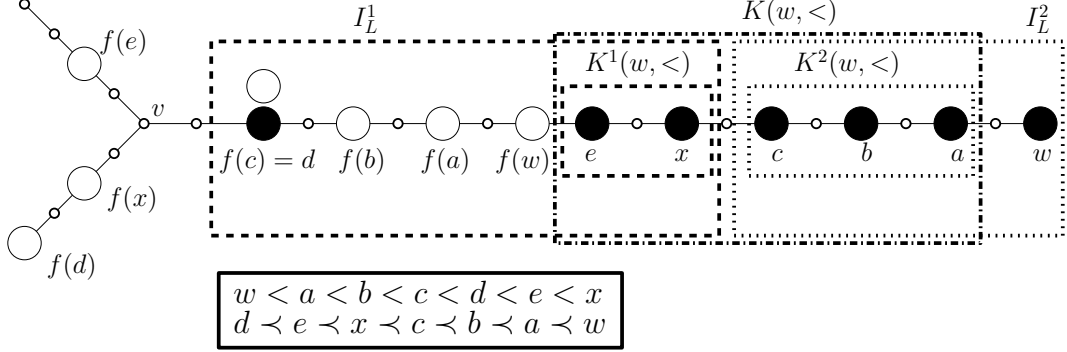 I_L^1
K(w, <)
I_L^2
f(e)
K^1(w, <)
K^2(w, <)
v
f(c) = d
f(b)
f(a)
f(w)
e
x
c
b
a
w
f(x)
f(d)
w < a < b < c < d < e < x
d ≺ e ≺ x ≺ c ≺ b ≺ a ≺ w